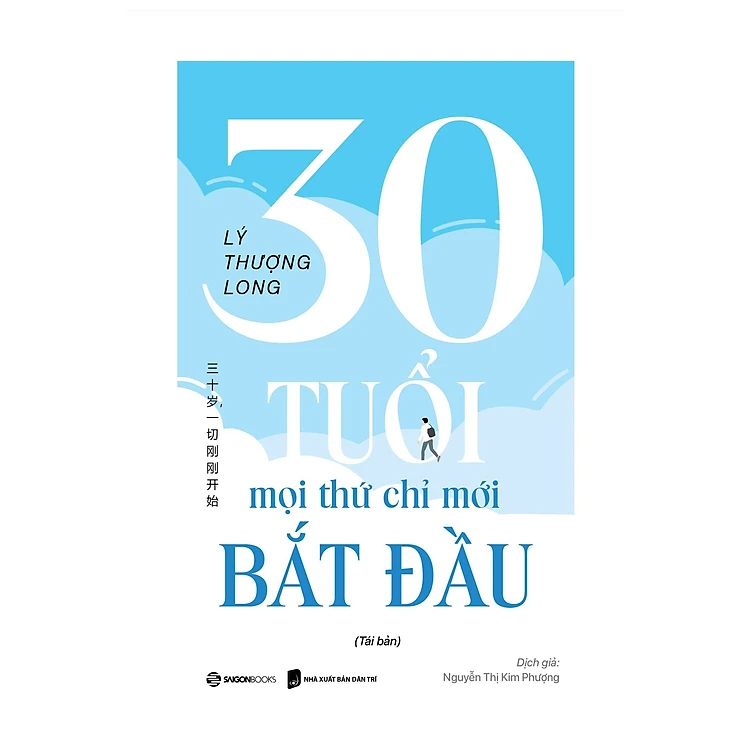 30
LÝ
THƯỢNG
LONG
三十岁,一切刚刚开始
TUỔI
mọi thứ chỉ mới
BẮT ĐẦU
(Tái bản)
Dịch giả:
Nguyễn Thị Kim Phượng
SAIGONBOOKS
NHÀ XUẤT BẢN DÂN TRÍ